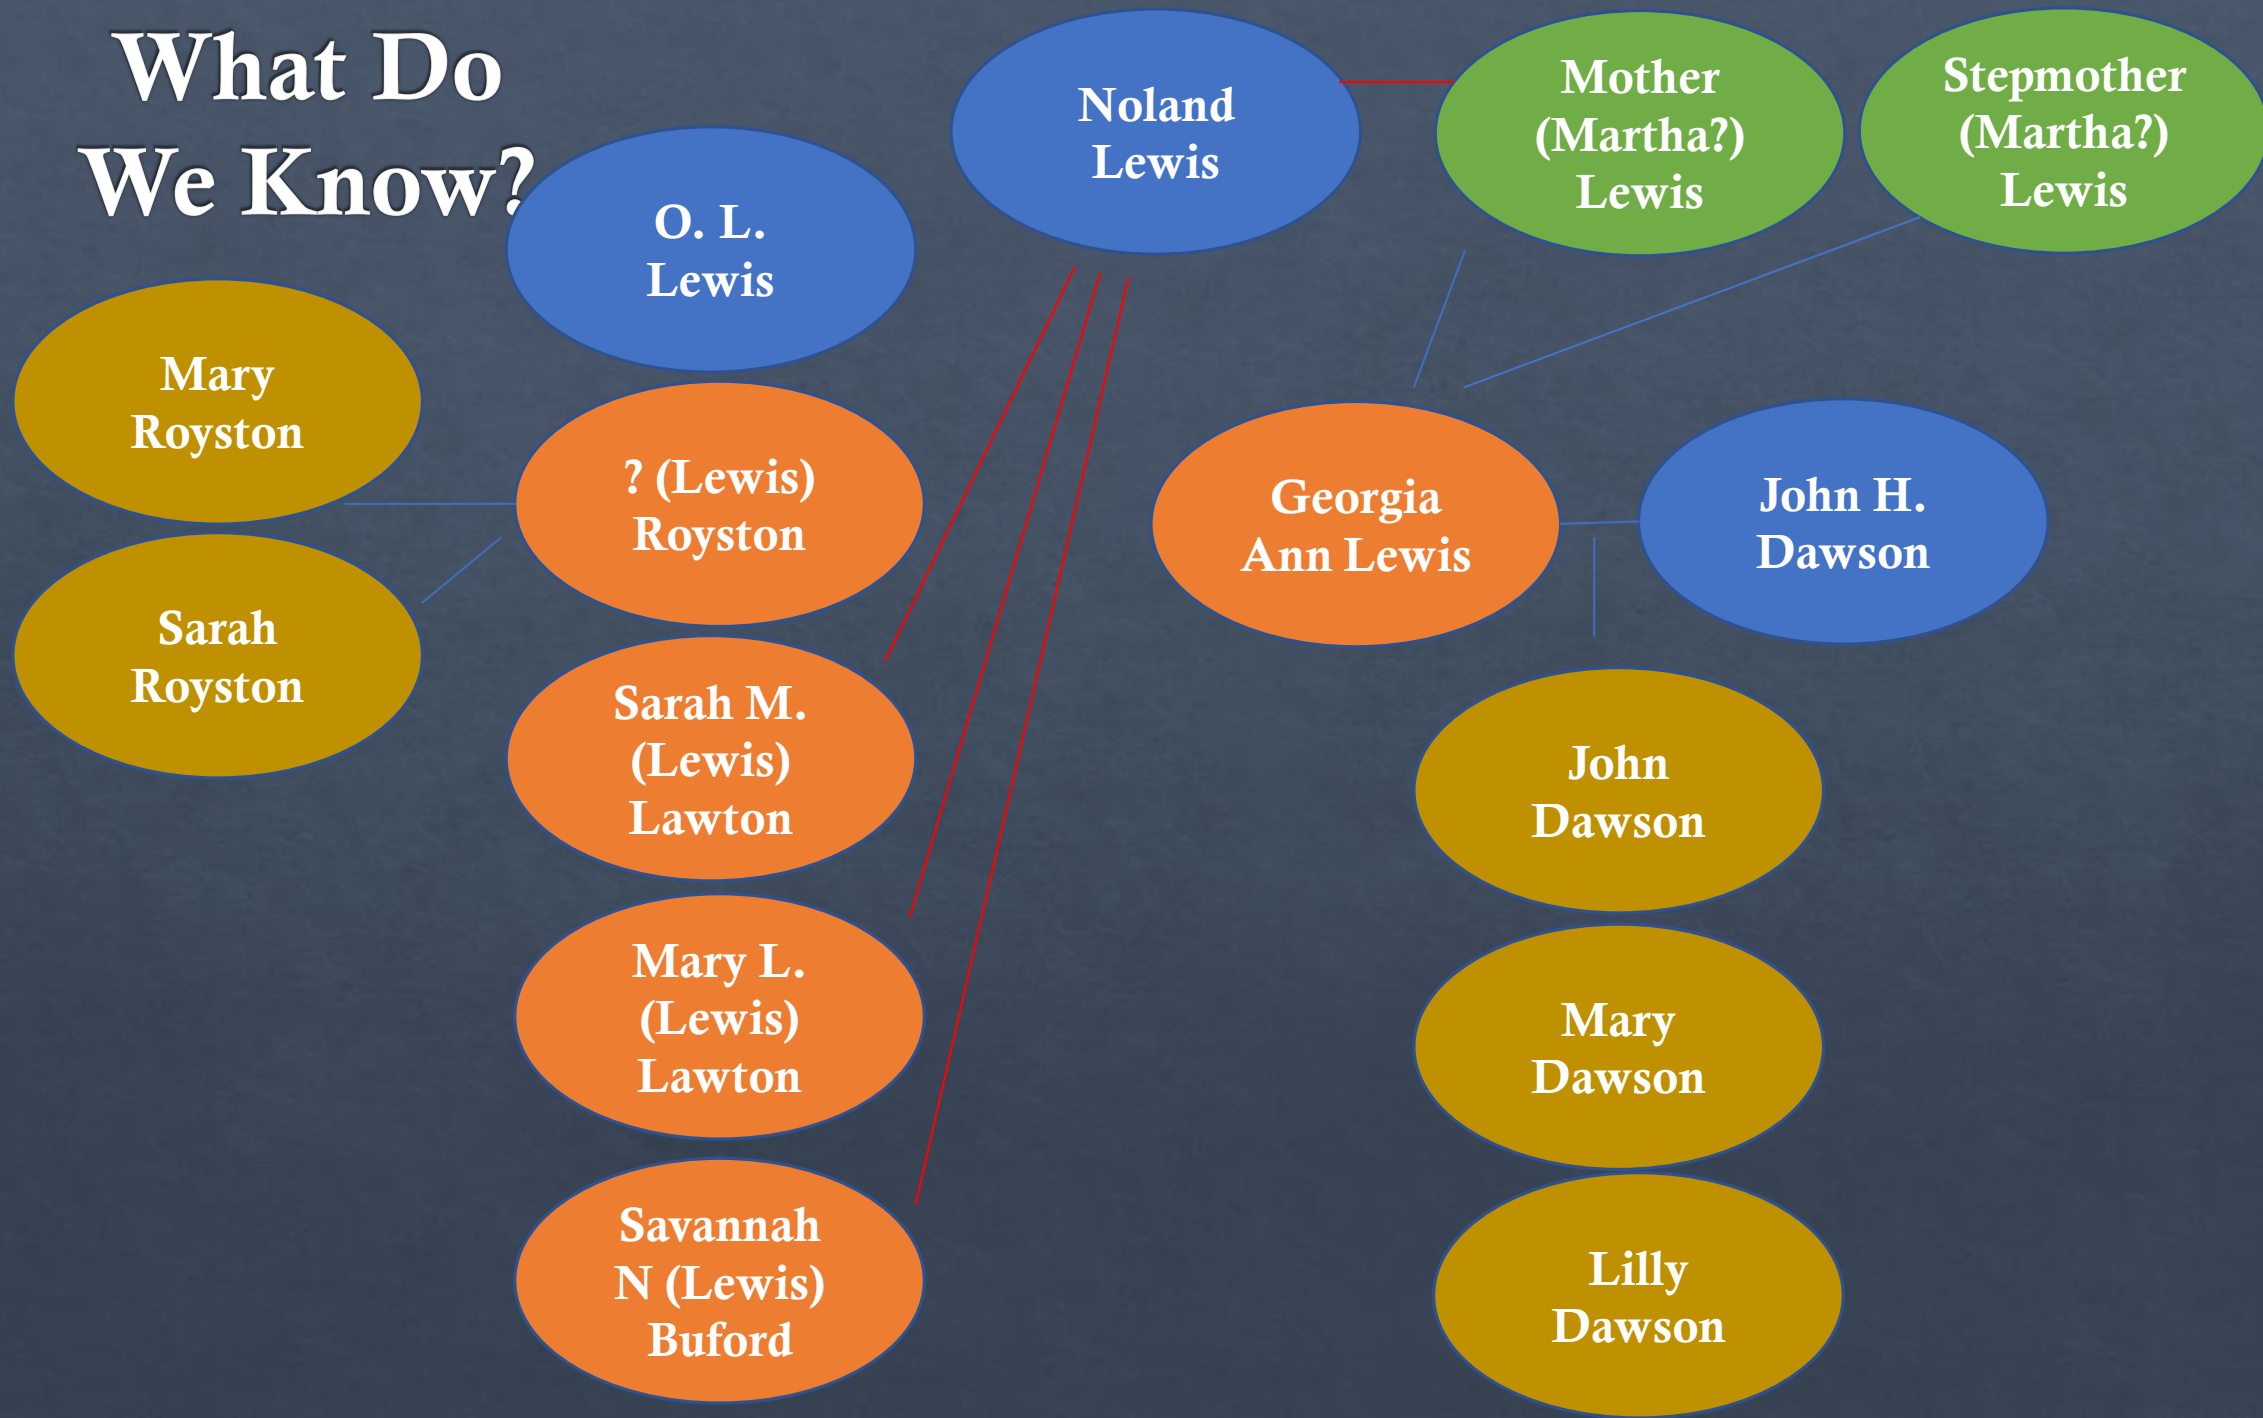 What Do
We Know?
Noland
Lewis
Mother
(Martha?)
Lewis
Stepmother
(Martha?)
Lewis
O. L.
Lewis
Mary
Royston
? (Lewis)
Royston
Georgia
Ann Lewis
John H.
Dawson
Sarah
Royston
Sarah M.
(Lewis)
Lawton
John
Dawson
Mary L.
(Lewis)
Lawton
Mary
Dawson
Savannah
N (Lewis)
Buford
Lilly
Dawson